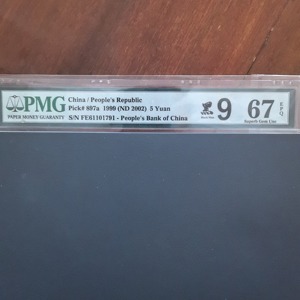 PMG
PAPER MONEY GUARANTY
China / People's Republic
Pick# 897a 1999 (ND 2002) 5 Yuan
S/N FE61101791 - People's Bank of China
9
67 EPQ
Superb Gem Unc